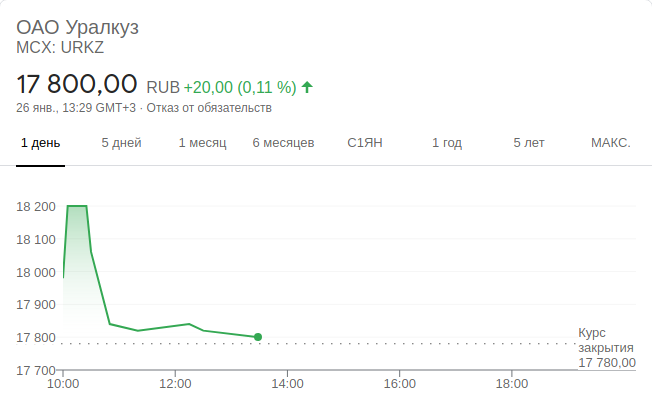 ОАО Уралкуз
MCX: URKZ
17 800,00 RUB +20,00 (0,11 %)
26 янв., 13:29 GMT+3 · Отказ от обязательств
1 день 5 дней 1 месяц 6 месяцев С1ЯН 1 год 5 лет МАКС.
18 200
18 100
18 000
17 900
17 800
17 700
Курс
закрытия
17 780,00
10:00 12:00 14:00 16:00 18:00